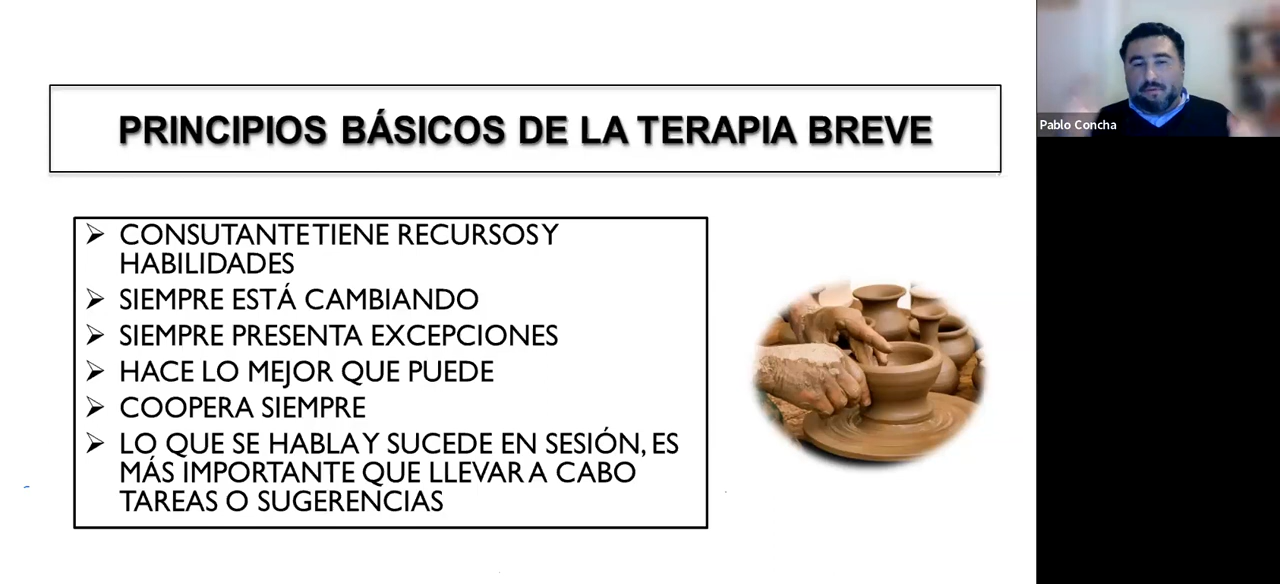 PRINCIPIOS BÁSICOS DE LA TERAPIA BREVE
CONSUTANTE TIENE RECURSOS Y
HABILIDADES
SIEMPRE ESTÁ CAMBIANDO
SIEMPRE PRESENTA EXCEPCIONES
HACE LO MEJOR QUE PUEDE
COOPERA SIEMPRE
LO QUE SE HABLA Y SUCEDE EN SESIÓN, ES
MÁS IMPORTANTE QUE LLEVAR A CABO
TAREAS O SUGERENCIAS
Pablo Concha